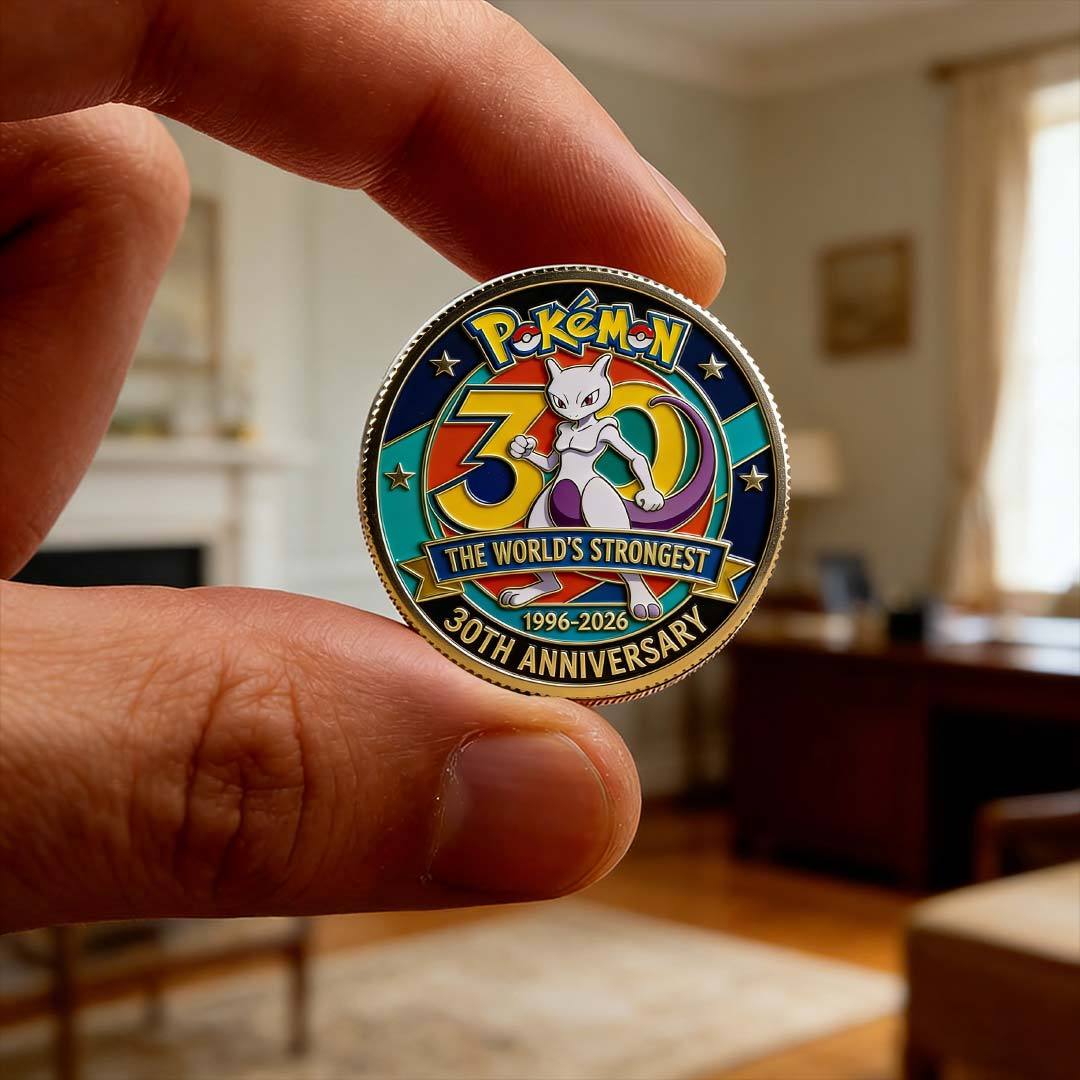 POKéMON
30
THE WORLD'S STRONGEST
1996-2026
30TH ANNIVERSARY